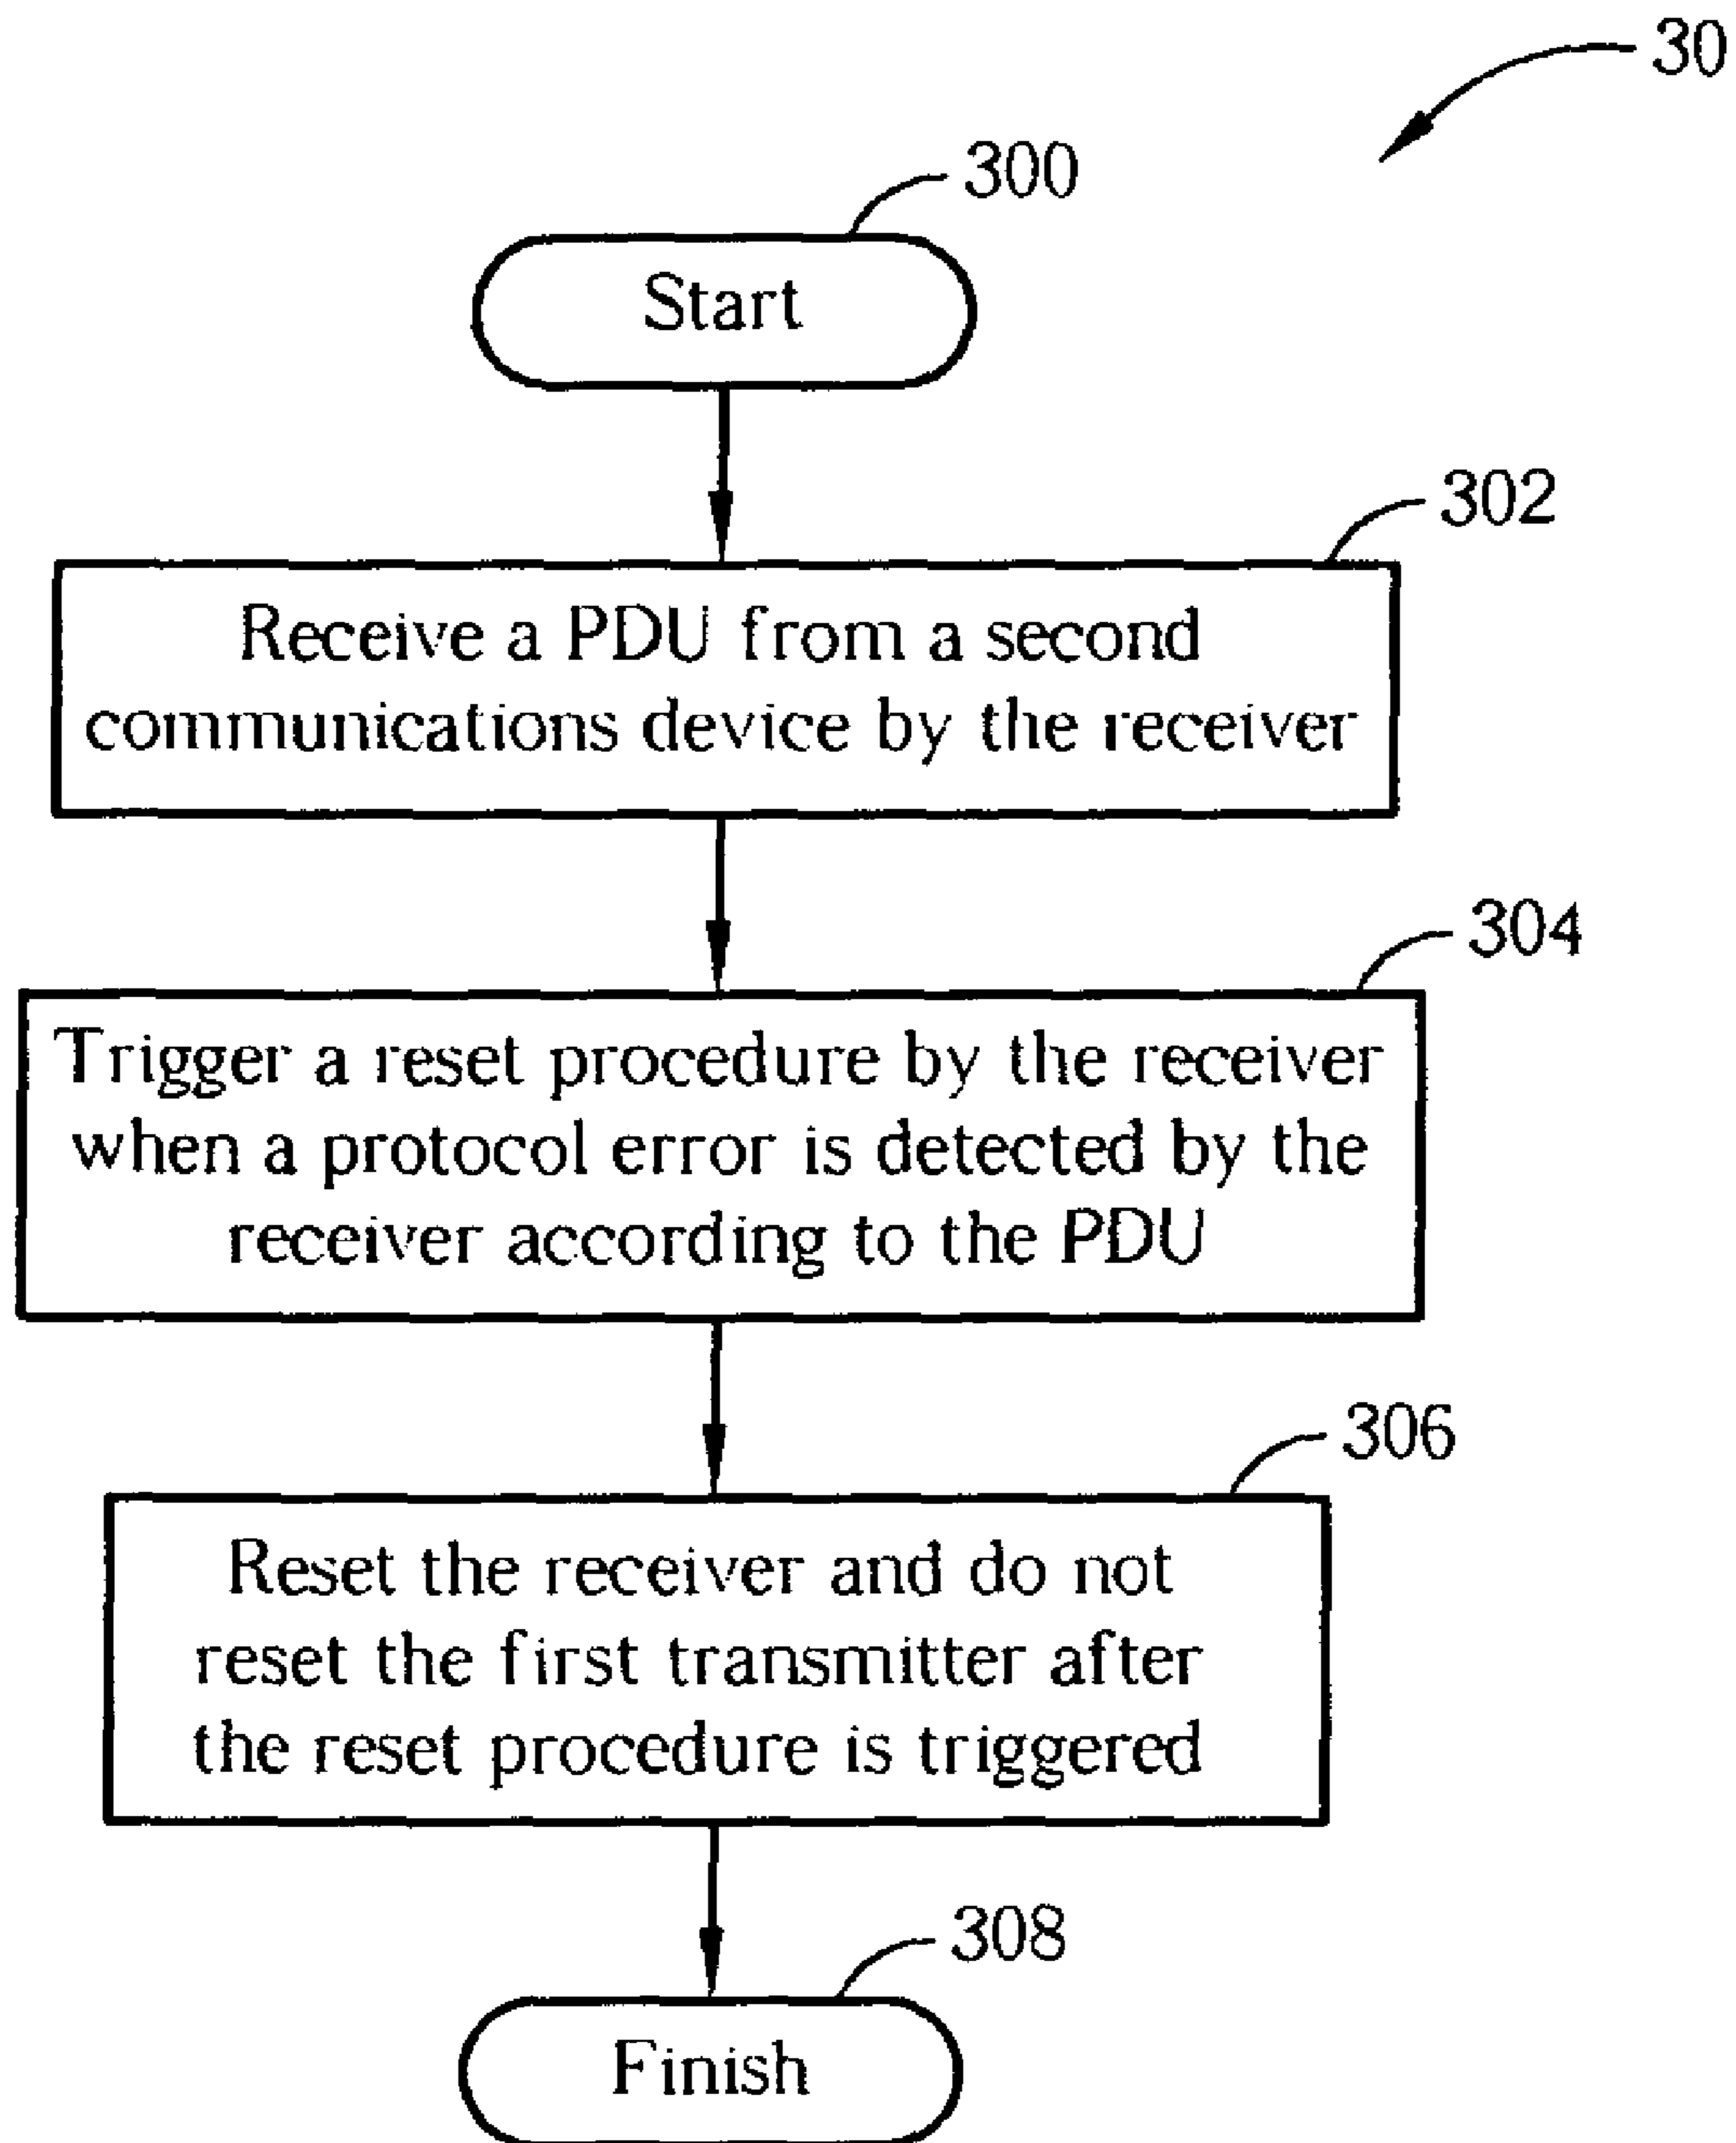 30
300
Start
302
Receive a PDU from a second
communications device by the receiver
304
Trigger a reset procedure by the receiver
when a protocol error is detected by the
receiver according to the PDU
306
Reset the receiver and do not
reset the first transmitter after
the reset procedure is triggered
308
Finish